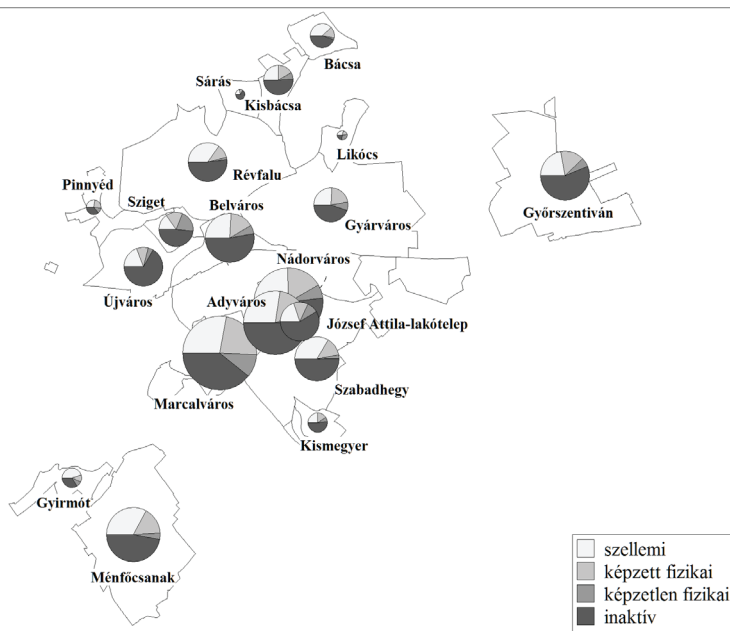 Bácsa
Sárás
Kisbácsa
Likócs
Révfalu
Pinnyéd
Sziget
Belváros
Gyárváros
Győrszentiván
Nádorváros
Újváros
Adyváros
József Attila-lakótelep
Szabadhegy
Marcalváros
Kismegyer
Gyirmót
Ménfőcsanak
szellemi
képzett fizikai
képzetlen fizikai
inaktív